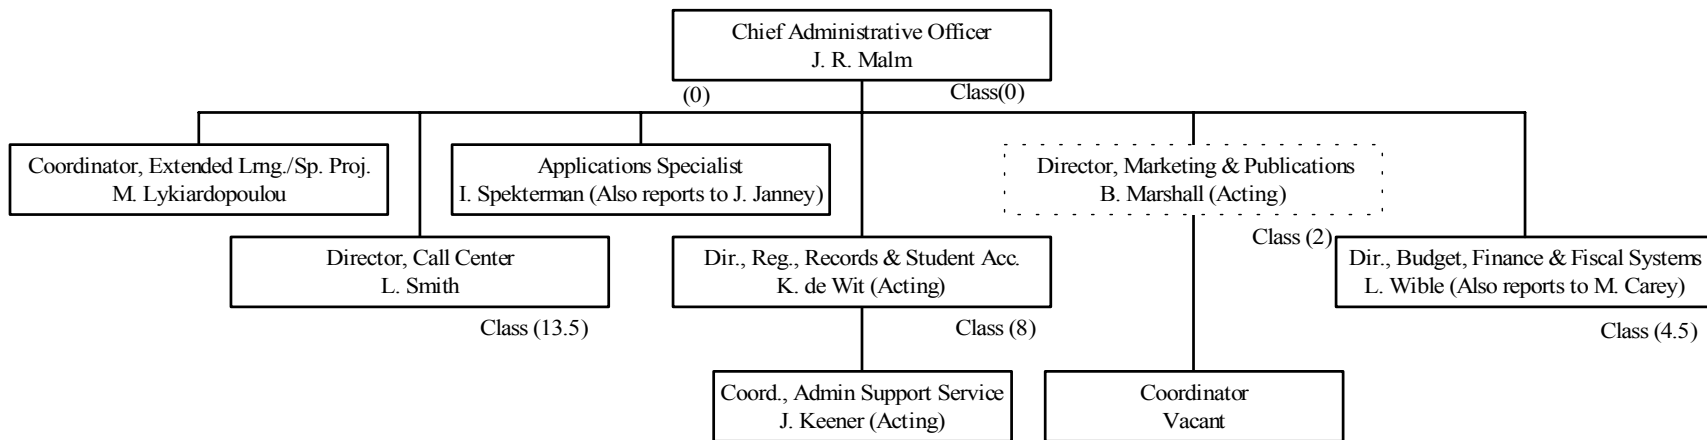 Chief Administrative Officer
J. R. Malm
(0)
Class(0)
Coordinator, Extended Lrng./Sp. Proj.
M. Lykiardopoulou
Applications Specialist
I. Spekterman (Also reports to J. Janney)
Director, Marketing & Publications
B. Marshall (Acting)
Class (2)
Director, Call Center
L. Smith
Class (13.5)
Dir., Reg., Records & Student Acc.
K. de Wit (Acting)
Class (8)
Dir., Budget, Finance & Fiscal Systems
L. Wible (Also reports to M. Carey)
Class (4.5)
Coord., Admin Support Service
J. Keener (Acting)
Coordinator
Vacant